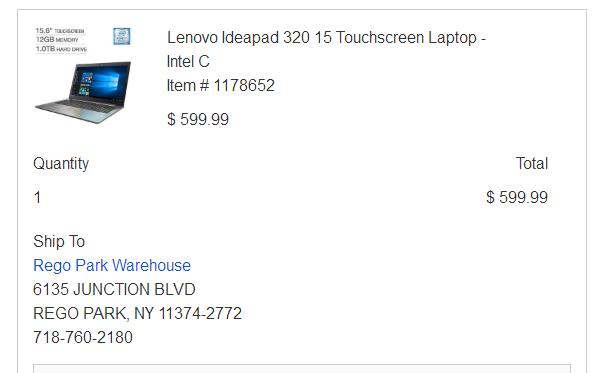 15.6" TOUCHSCREEN
12GB MEMORY
1.0TB HARD DRIVE
Lenovo Ideapad 320 15 Touchscreen Laptop -
Intel C
Item # 1178652
$ 599.99
Quantity Total
1 $ 599.99
Ship To
Rego Park Warehouse
6135 JUNCTION BLVD
REGO PARK, NY 11374-2772
718-760-2180